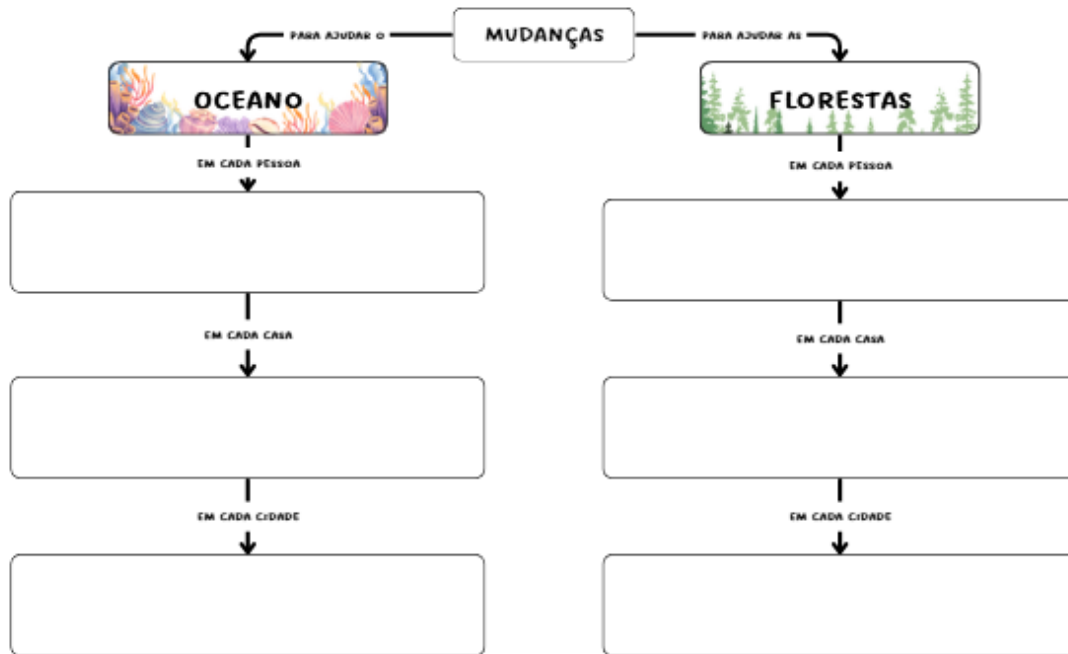 PARA AJUDAR O
MUDANÇAS
PARA AJUDAR AS
OCEANO
FLORESTAS
EM CADA PESSOA
EM CADA PESSOA
EM CADA CASA
EM CADA CASA
EM CADA CIDADE
EM CADA CIDADE